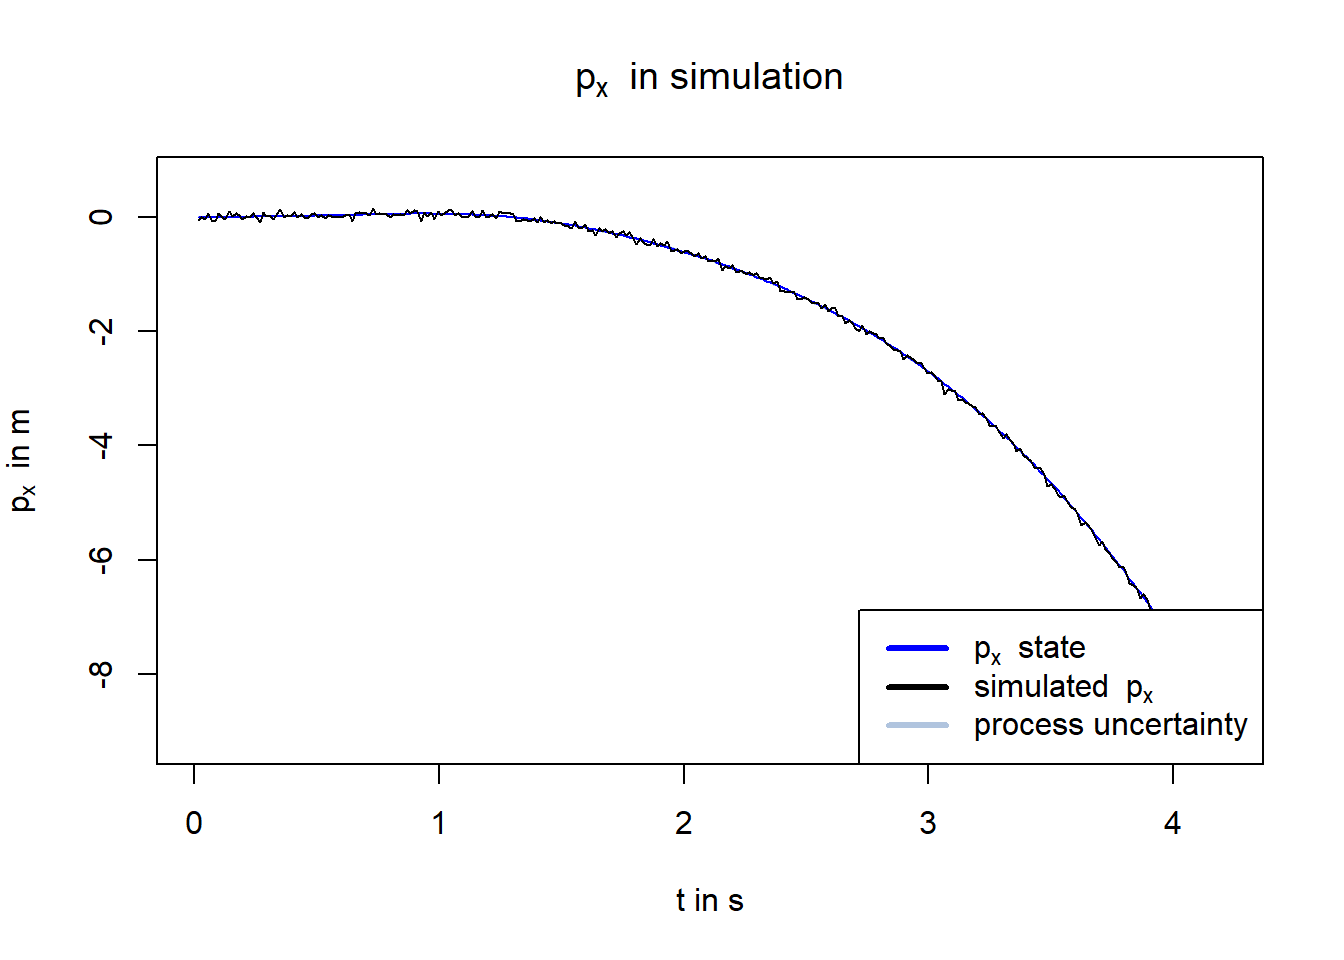 pₓ in simulation
0
-2
-4
-6
-8
pₓ in m
0 1 2 3 4
t in s
pₓ state
simulated pₓ
process uncertainty